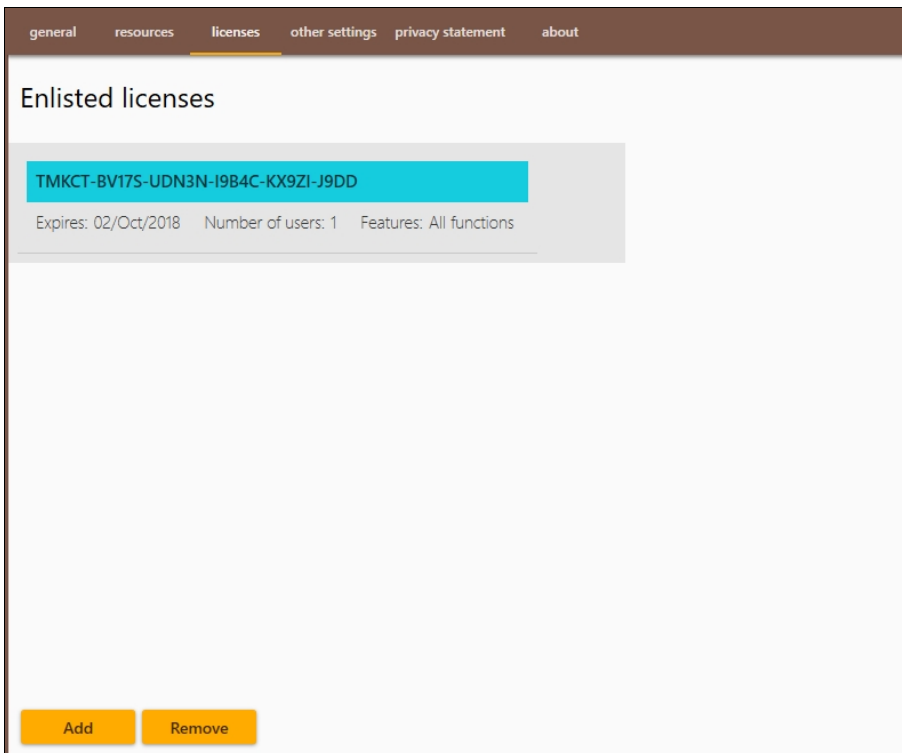 general resources licenses other settings privacy statement about
Enlisted licenses
TMKCT-BV17S-UDN3N-I9B4C-KX9ZI-J9DD
Expires: 02/Oct/2018 Number of users: 1 Features: All functions
Add Remove